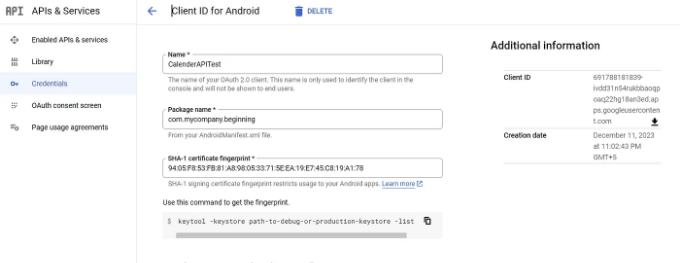 API APIs & Services
Client ID for Android
DELETE
Enabled APIs & services
Library
Credentials
OAuth consent screen
Page usage agreements
Name *
CalenderAPITest
The name of your OAuth 2.0 client. This name is only used to identify the client in the
console and will not be shown to end users.
Package name *
com.mycompany.beginning
From your AndroidManifest.xml file.
SHA-1 certificate fingerprint *
94:05:F8:53:FB:81:A8:98:05:33:71:5E:EA:19:E7:45:C8:19:A1:78
SHA-1 signing certificate fingerprint restricts usage to your Android apps. Learn more
Use this command to get the fingerprint.
$ keytool -keystore path-to-debug-or-production-keystore -list
Additional information
Client ID
691788181839-
ps.googleuserconten
t.com
Creation date
December 11, 2023
at 11:02:43 PM
GMT+5